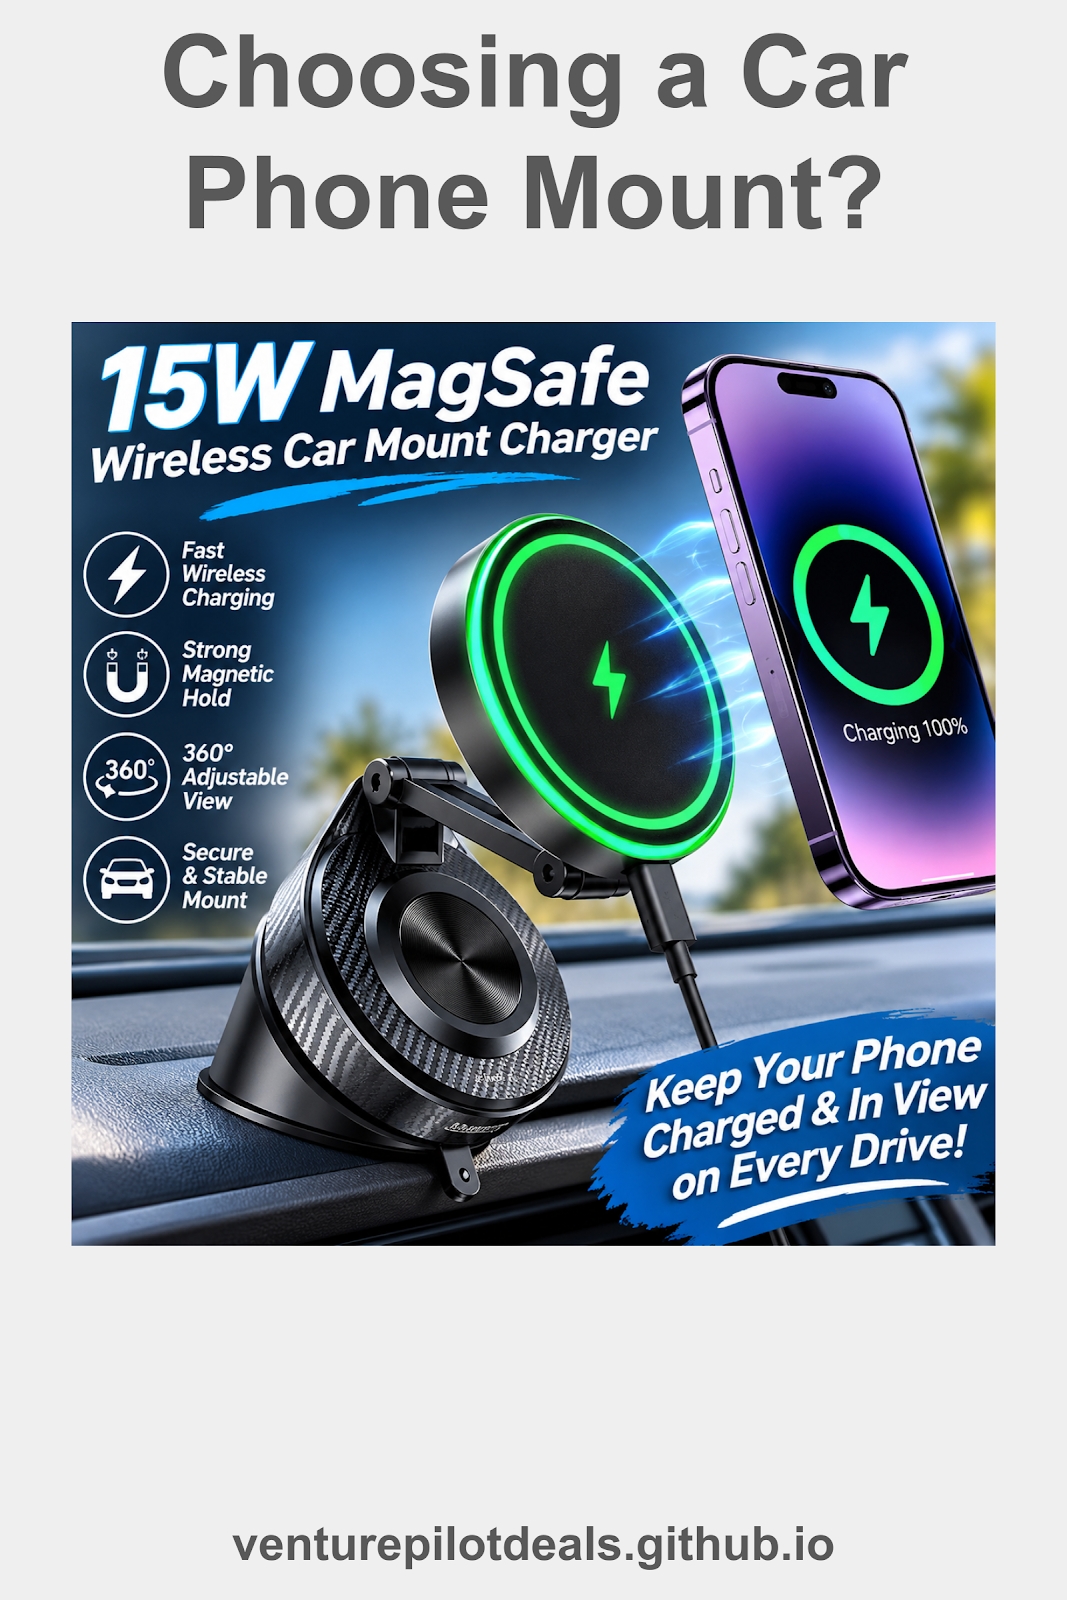 Choosing a Car
Phone Mount?
15W MagSafe
Wireless Car Mount Charger
Fast
Wireless
Charging
Strong
Magnetic
Hold
360°
360°
Adjustable
View
Secure
& Stable
Mount
Charging 100%
Keep Your Phone
Charged & In View
on Every Drive!
venturepilotdeals.github.io